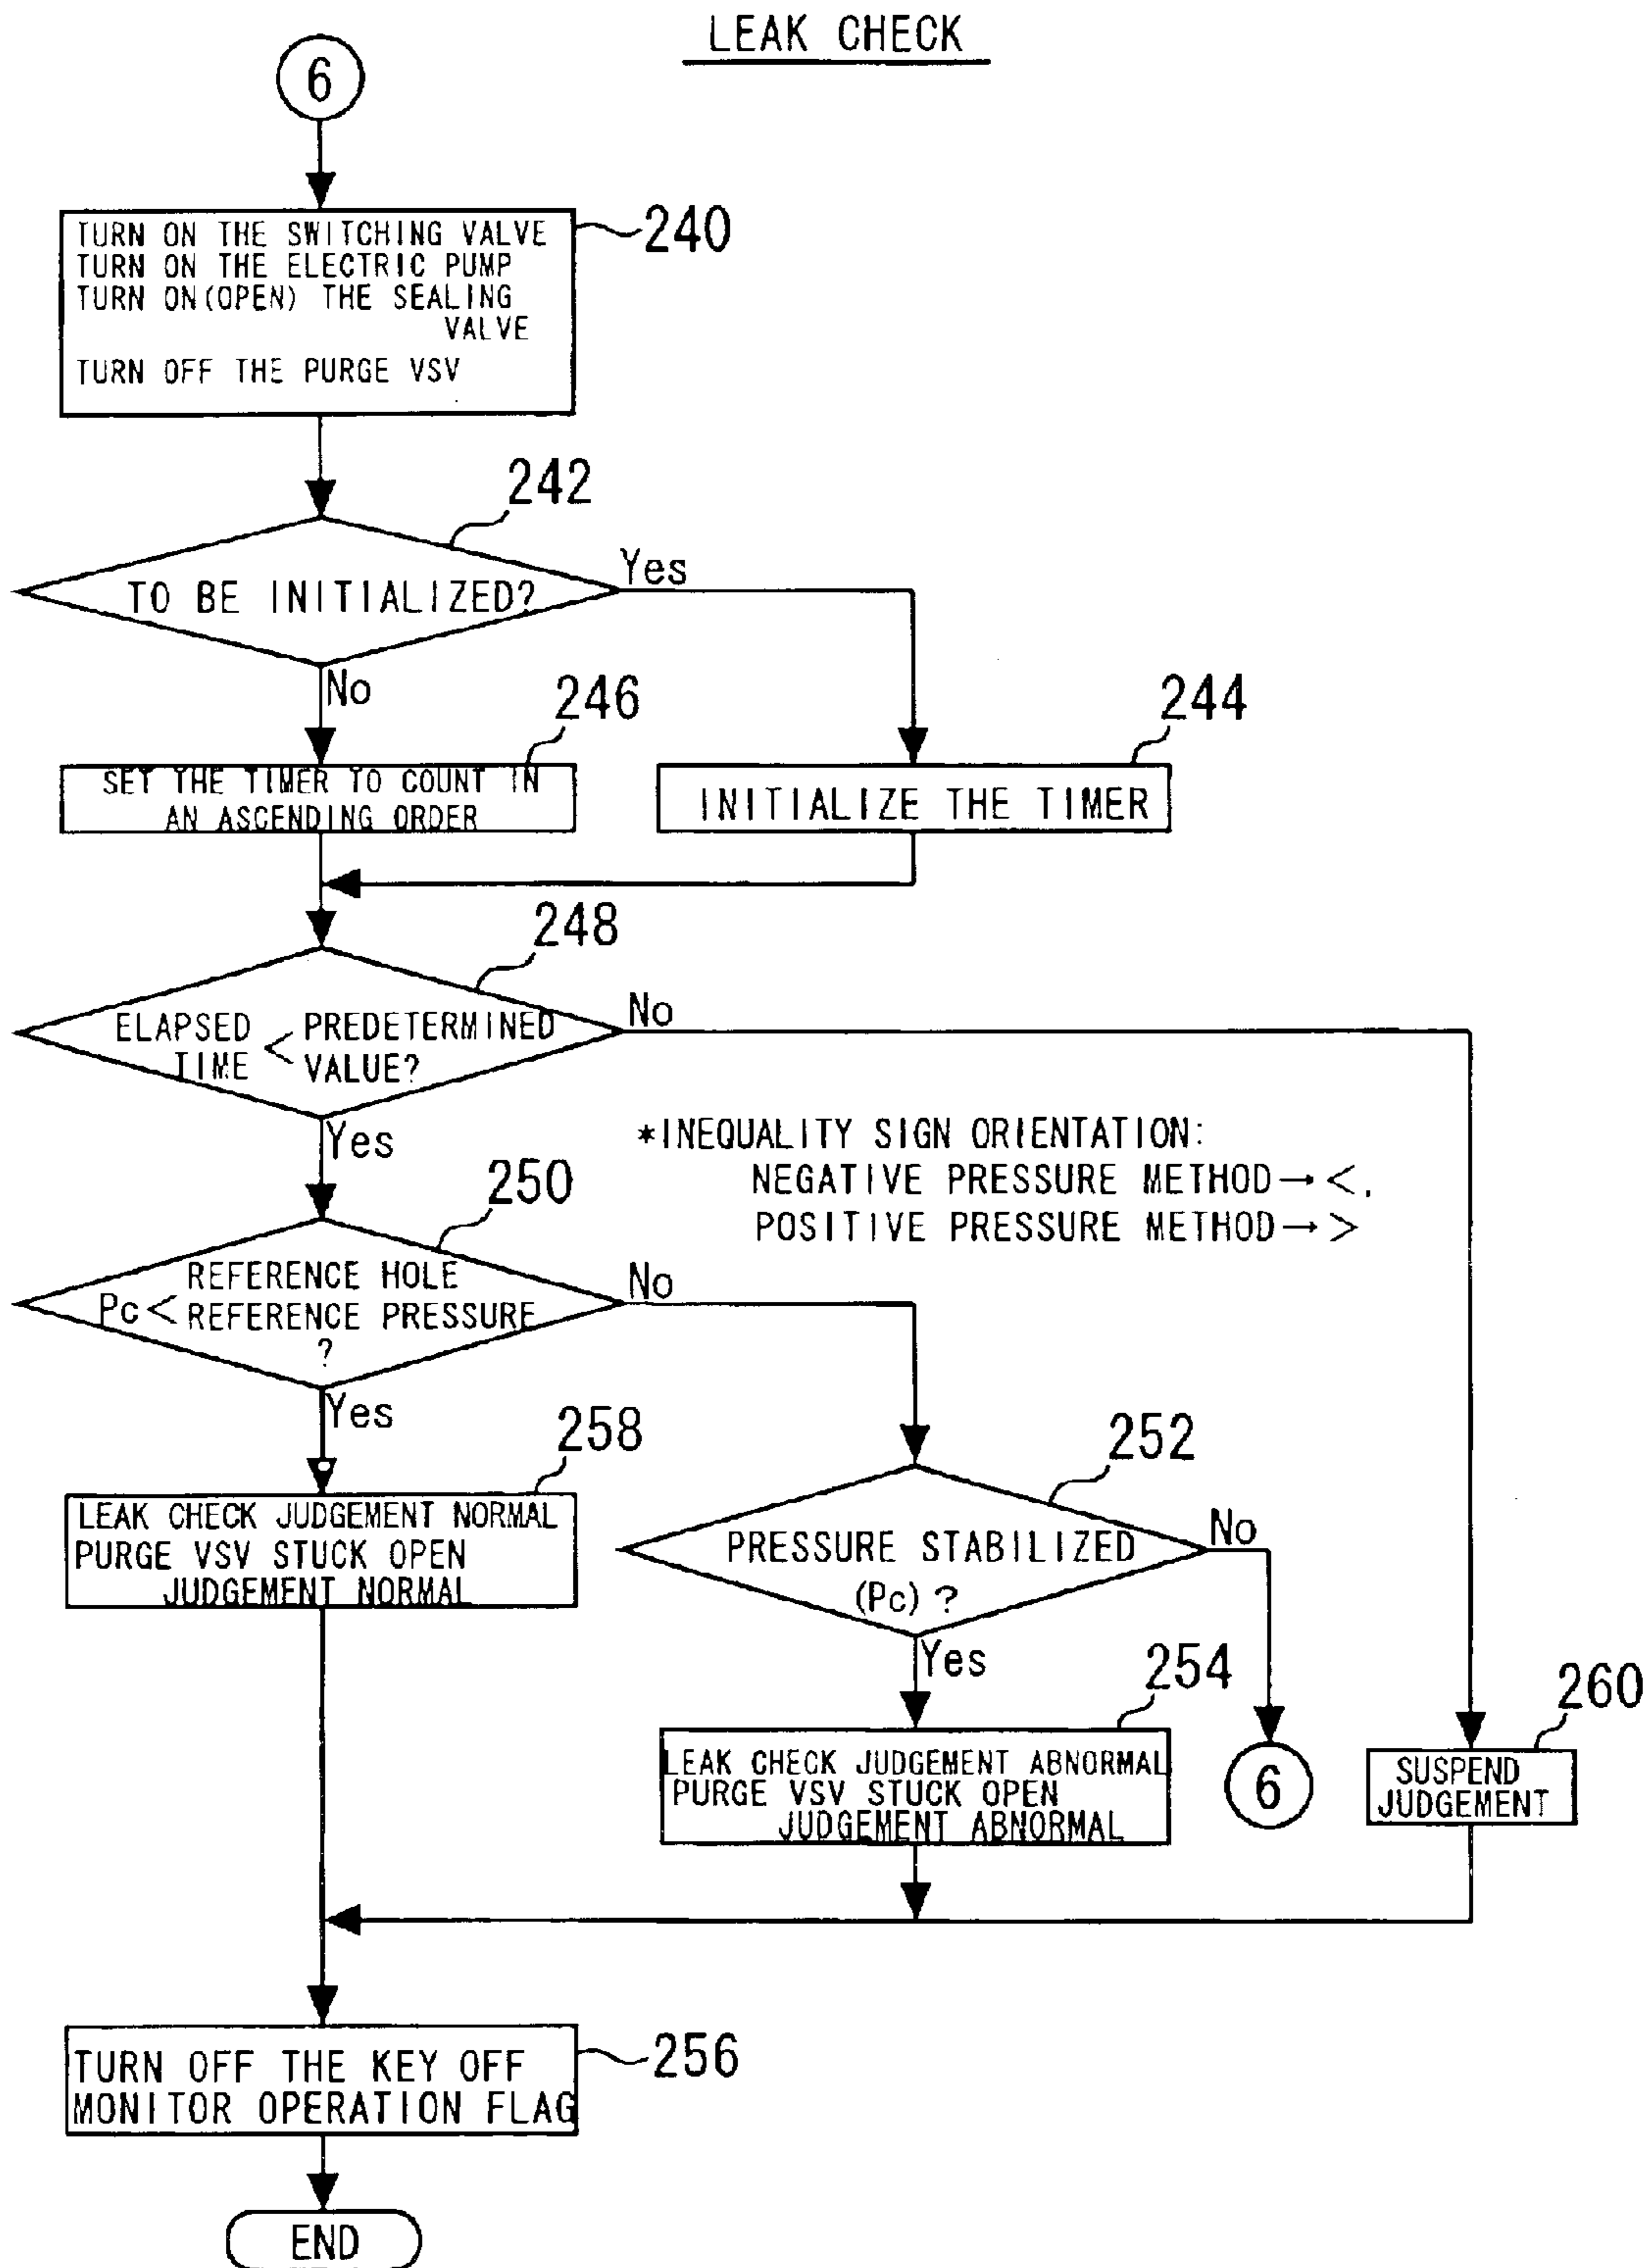 LEAK CHECK
6
TURN ON THE SWITCHING VALVE
TURN ON THE ELECTRIC PUMP
TURN ON(OPEN) THE SEALING
VALVE
TURN OFF THE PURGE VSV
240
242
TO BE INITIALIZED?
Yes
No
246
SET THE TIMER TO COUNT IN
AN ASCENDING ORDER
244
INITIALIZE THE TIMER
248
ELAPSED TIME < PREDETERMINED VALUE?
No
Yes
*INEQUALITY SIGN ORIENTATION:
NEGATIVE PRESSURE METHOD→<,
POSITIVE PRESSURE METHOD→>
250
REFERENCE HOLE
Pc < REFERENCE PRESSURE
?
No
Yes
258
LEAK CHECK JUDGEMENT NORMAL
PURGE VSV STUCK OPEN
JUDGEMENT NORMAL
252
PRESSURE STABILIZED
(Pc) ?
No
Yes
254
LEAK CHECK JUDGEMENT ABNORMAL
PURGE VSV STUCK OPEN
JUDGEMENT ABNORMAL
6
260
SUSPEND
JUDGEMENT
256
TURN OFF THE KEY OFF
MONITOR OPERATION FLAG
END